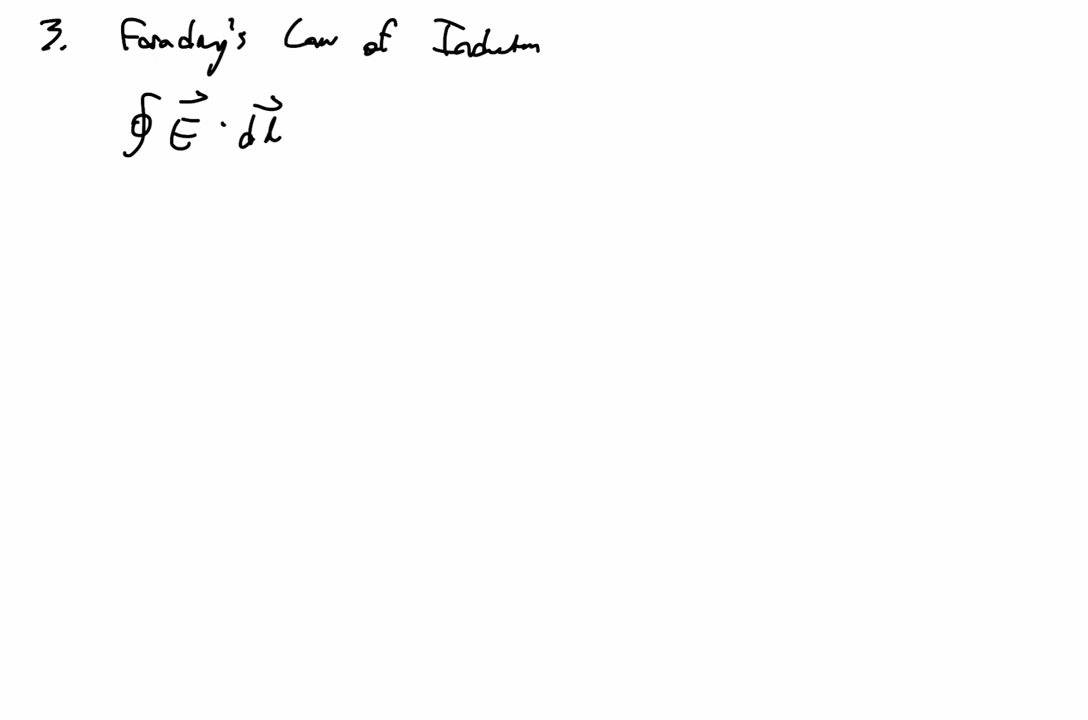 3. Faraday's Law of Induction
∮ E⃗ · dl⃗